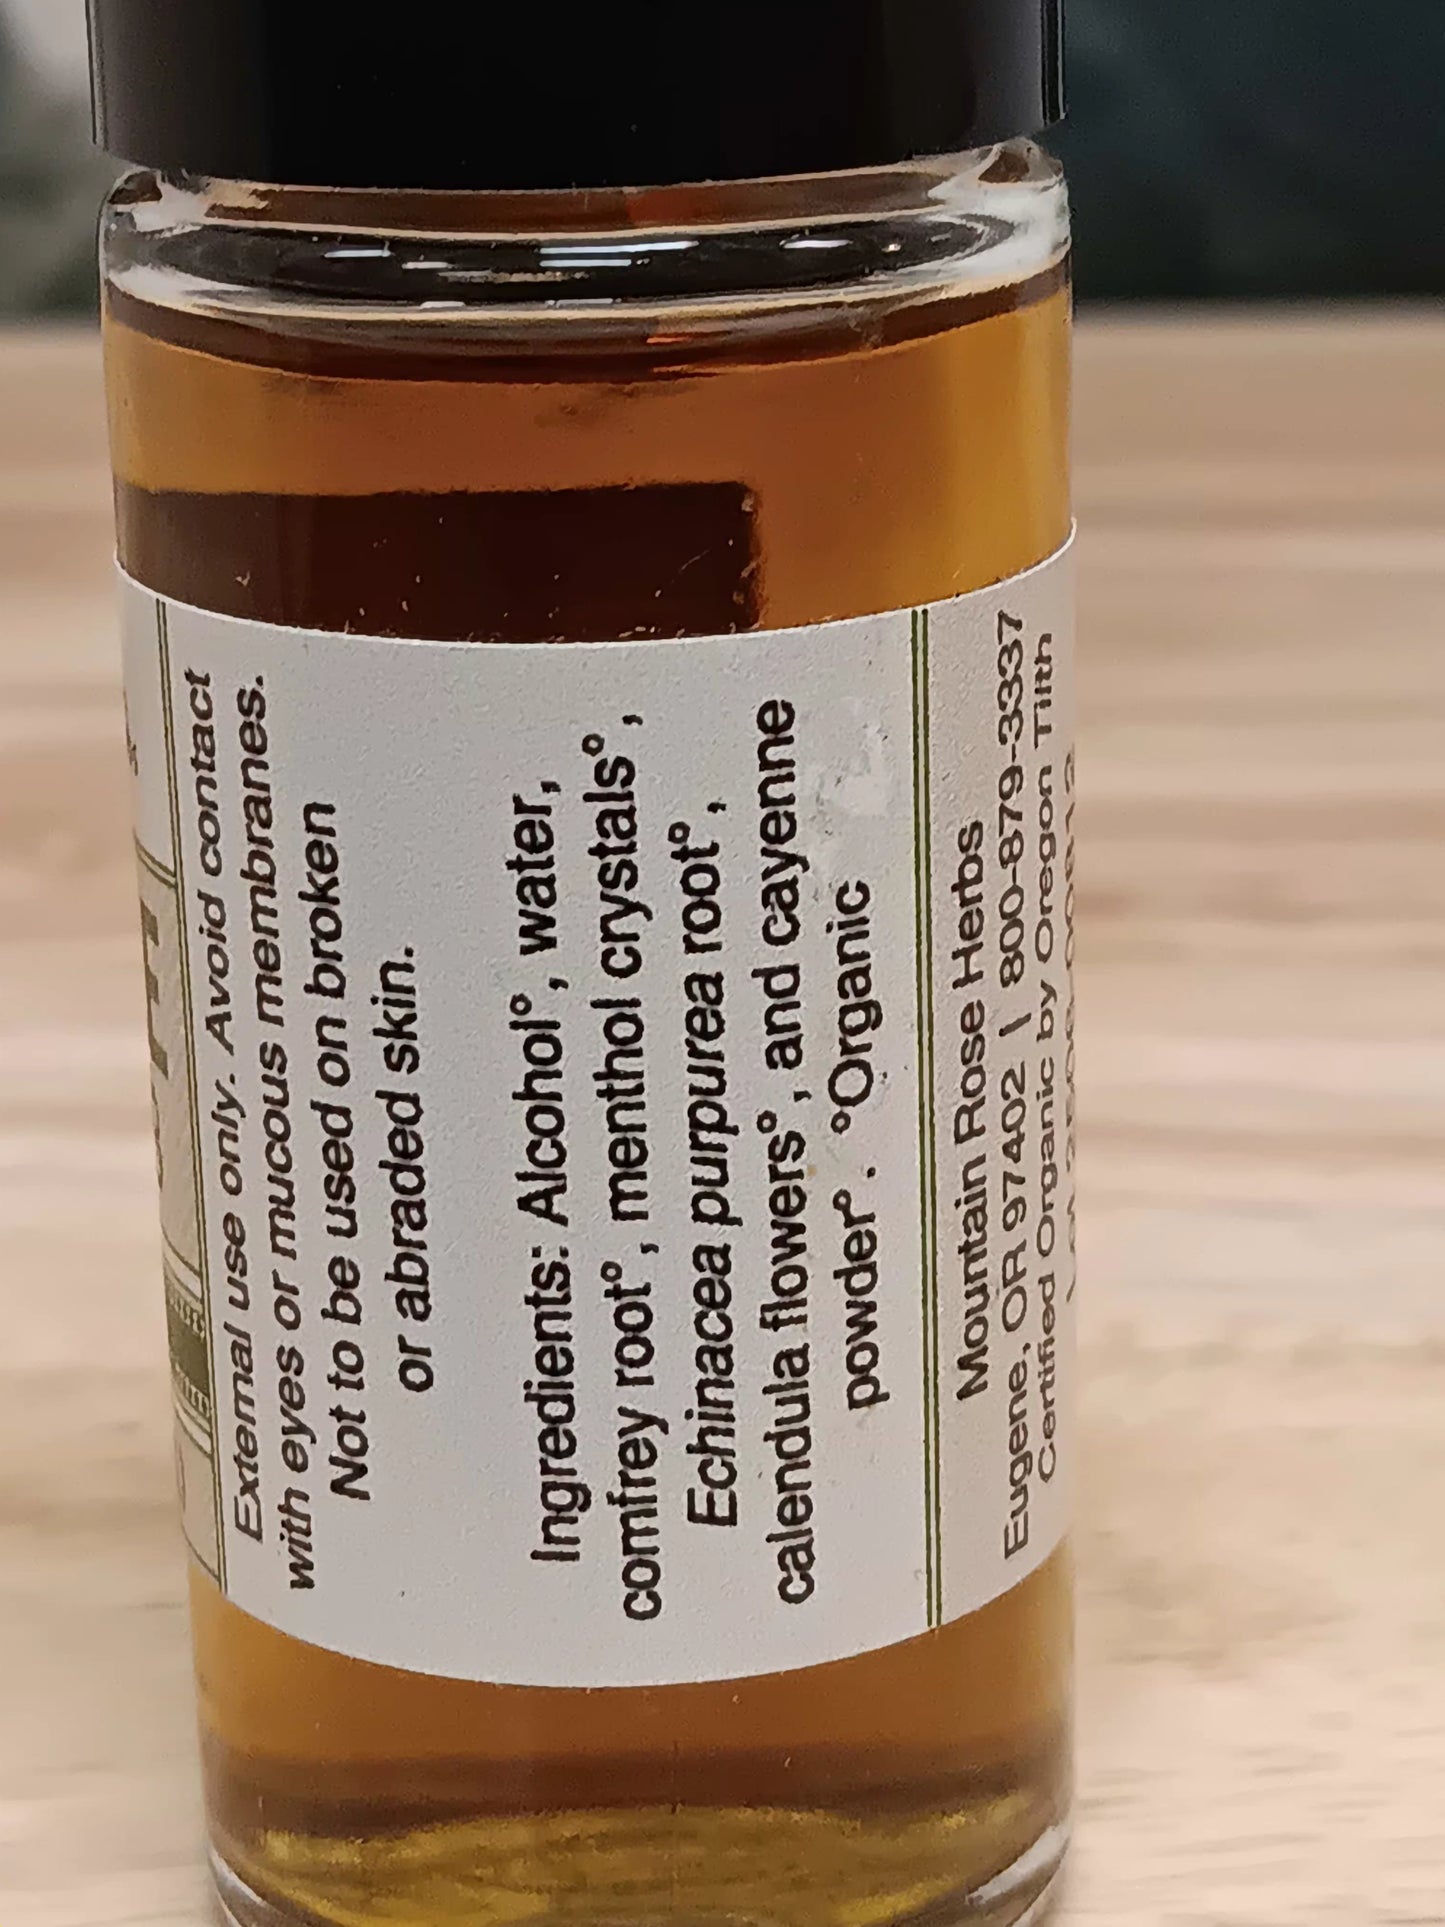 External use only. Avoid contact
with eyes or mucous membranes.
Not to be used on broken
or abraded skin.
Ingredients: Alcohol°, water,
comfrey root°, menthol crystals°,
Echinacea purpurea root°,
calendula flowers°, and cayenne
powder°. °Organic
Mountain Rose Herbs
Eugene, OR 97402 | 800-879-3337
Certified Organic by Oregon Tilth